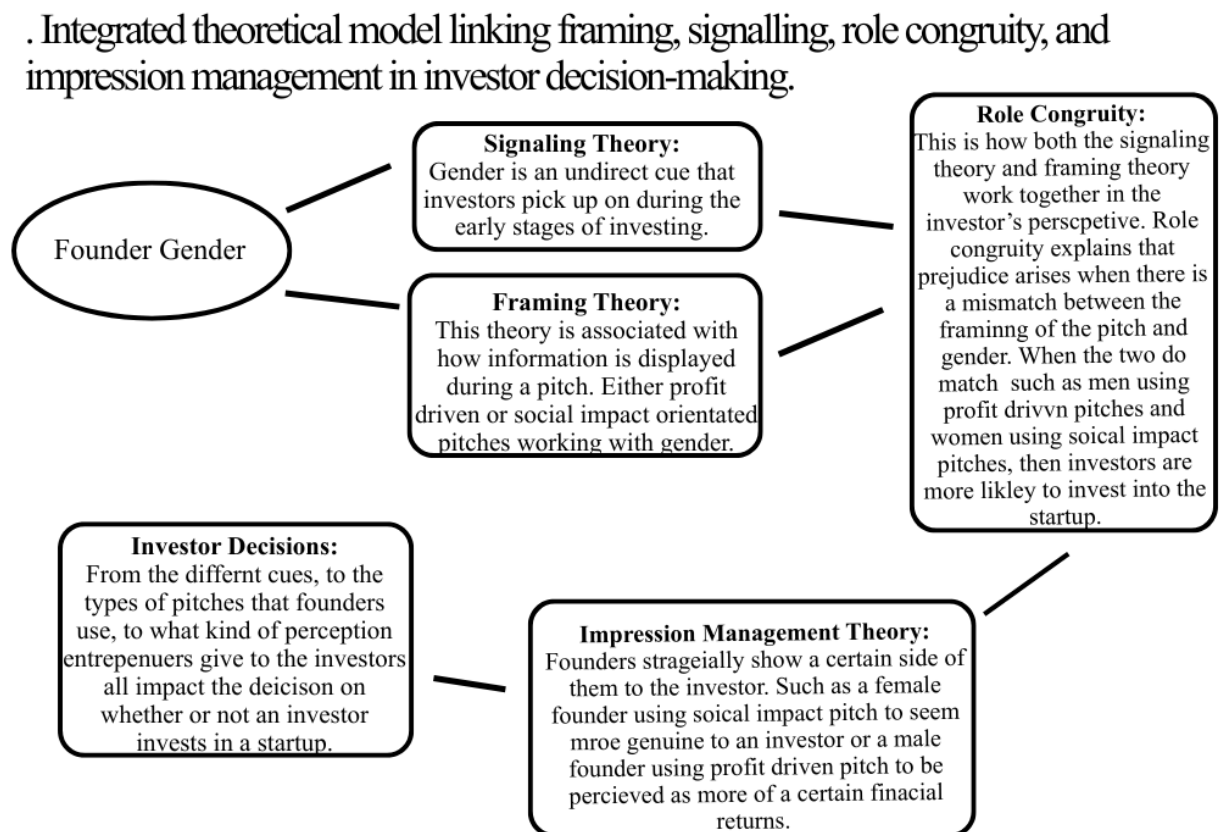 . Integrated theoretical model linking framing, signalling, role congruity, and
impression management in investor decision-making.
Founder Gender
Signaling Theory:
Gender is an undirect cue that
investors pick up on during the
early stages of investing.
Framing Theory:
This theory is associated with
how information is displayed
during a pitch. Either profit
driven or social impact orientated
pitches working with gender.
Role Congruity:
This is how both the signaling
theory and framing theory
work together in the
investor’s perscpetive. Role
congruity explains that
prejudice arises when there is
a mismatch between the
framinng of the pitch and
gender. When the two do
match such as men using
profit drivvn pitches and
women using soical impact
pitches, then investors are
more likley to invest into the
startup.
Impression Management Theory:
Founders strageially show a certain side of
them to the investor. Such as a female
founder using soical impact pitch to seem
mroe genuine to an investor or a male
founder using profit driven pitch to be
percieved as more of a certain finacial
returns.
Investor Decisions:
From the differnt cues, to the
types of pitches that founders
use, to what kind of perception
entrepenuers give to the investors
all impact the deicison on
whether or not an investor
invests in a startup.